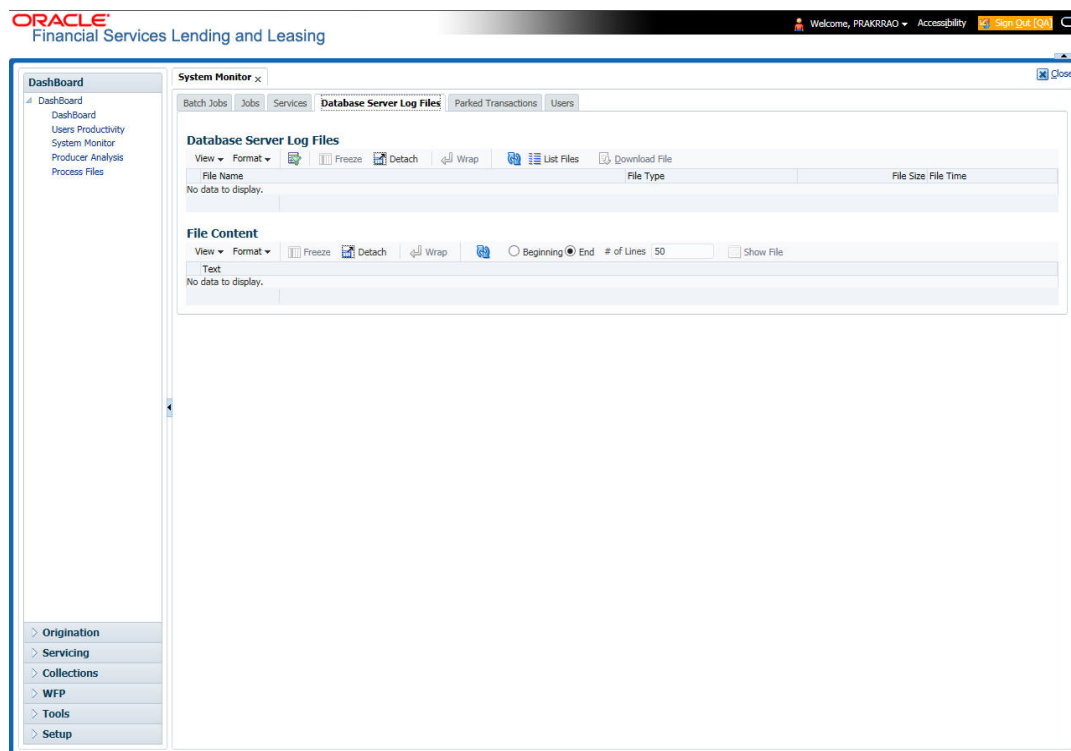 ORACLE
Financial Services Lending and Leasing
Welcome, PRAKRRAO Accessibility Sign Out [QA]
Close
DashBoard
DashBoard
DashBoard
Users Productivity
System Monitor
Producer Analysis
Process Files
System Monitor ×
Batch Jobs Jobs Services Database Server Log Files Parked Transactions Users
Database Server Log Files
View Format Freeze Detach Wrap List Files Download File
File Name File Type File Size File Time
No data to display.
File Content
View Format Freeze Detach Wrap Beginning End # of Lines 50 Show File
Text
No data to display.
Origination
Servicing
Collections
WFP
Tools
Setup